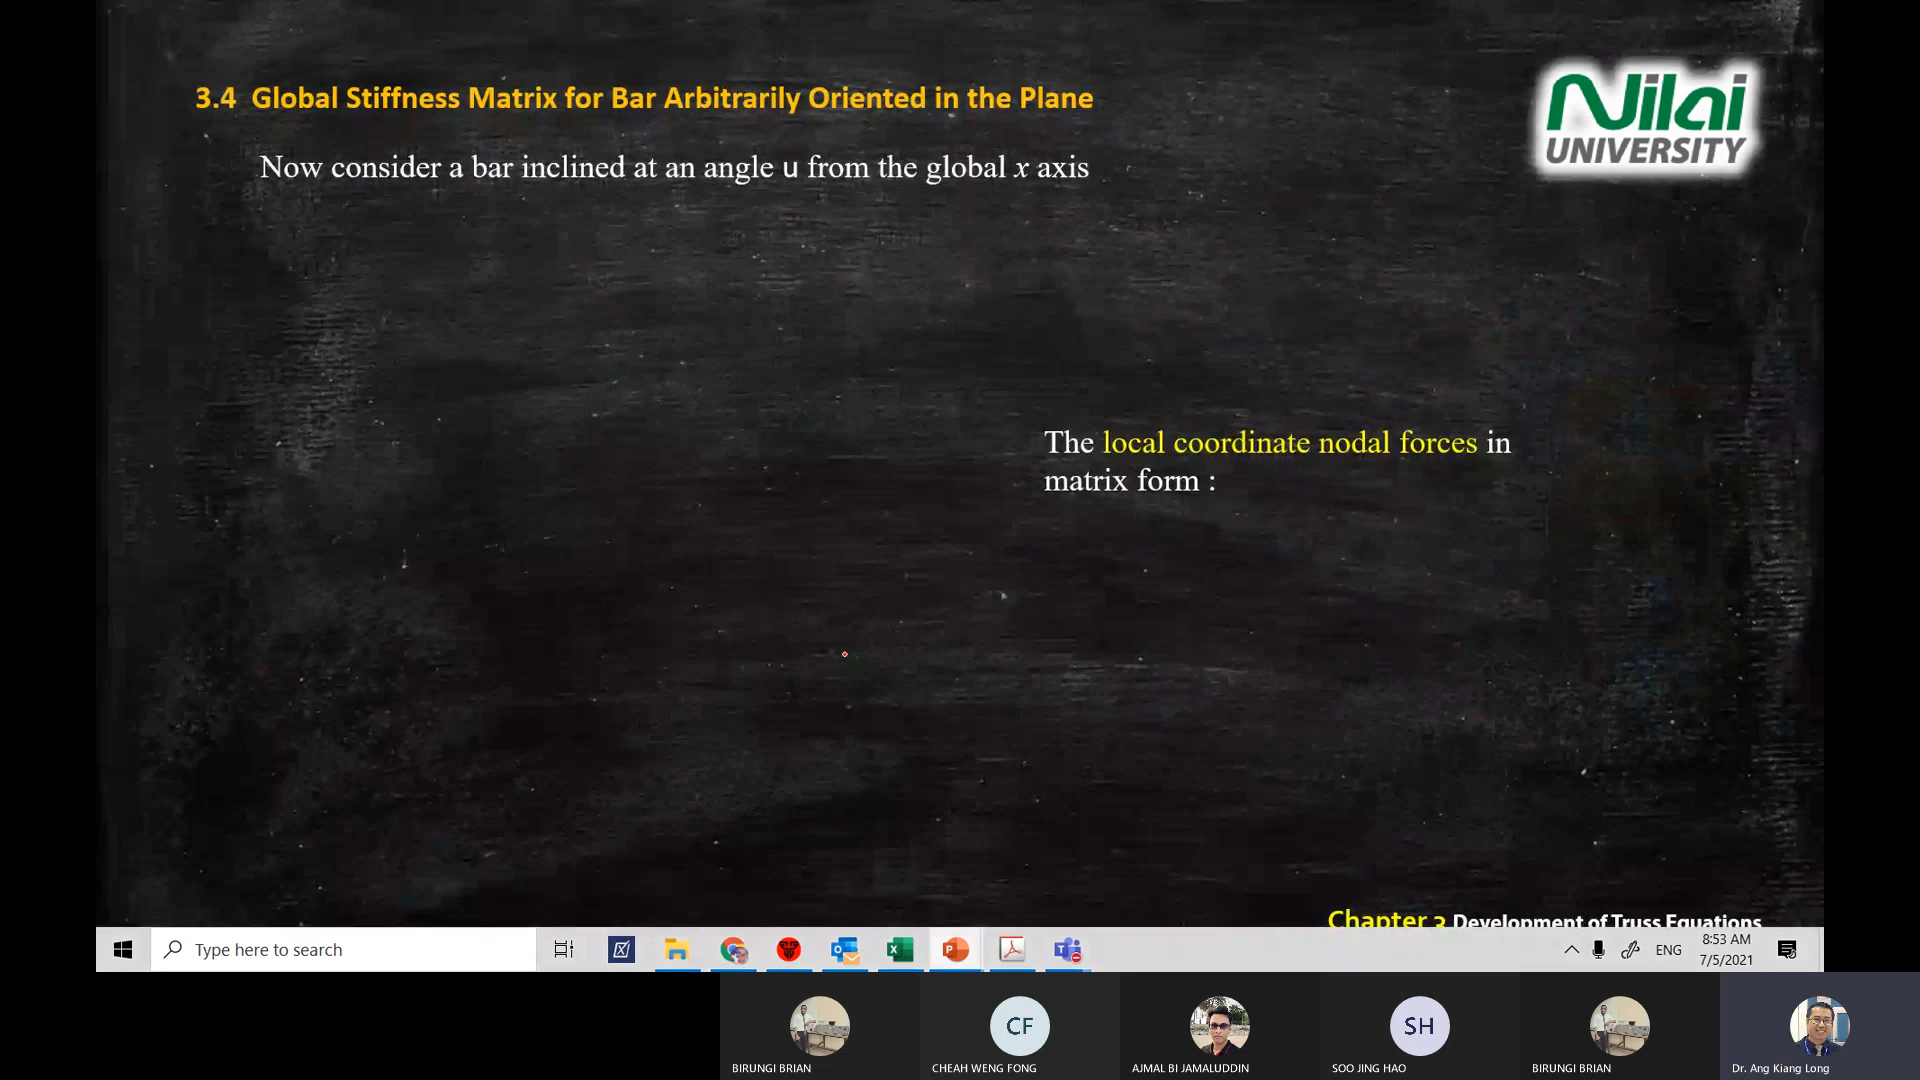 3.4 Global Stiffness Matrix for Bar Arbitrarily Oriented in the Plane
Nilai
UNIVERSITY
Now consider a bar inclined at an angle u from the global x axis
The local coordinate nodal forces in
matrix form :
Chapter 3 Development of Truss Equations
Type here to search
ENG
8:53 AM
7/5/2021
CF
SH
BIRUNGI BRIAN
CHEAH WENG FONG
AJMAL BI JAMALUDDIN
SOO JING HAO
BIRUNGI BRIAN
Dr. Ang Kiang Long